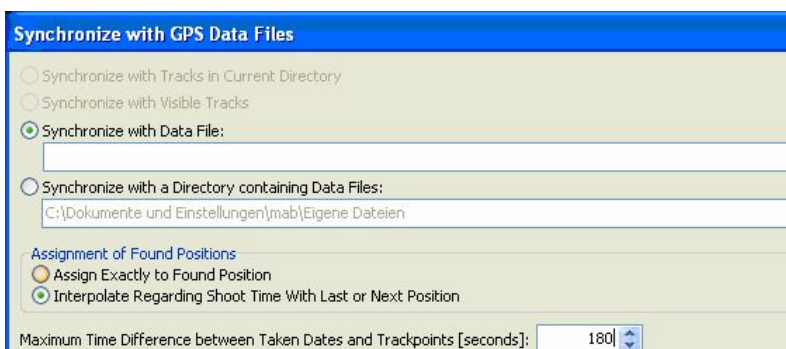 Synchronize with GPS Data Files
Synchronize with Tracks in Current Directory
Synchronize with Visible Tracks
Synchronize with Data File:
Synchronize with a Directory containing Data Files:
C:\Dokumente und Einstellungen\mab\Eigene Dateien
Assignment of Found Positions
Assign Exactly to Found Position
Interpolate Regarding Shoot Time With Last or Next Position
Maximum Time Difference between Taken Dates and Trackpoints [seconds]: 180